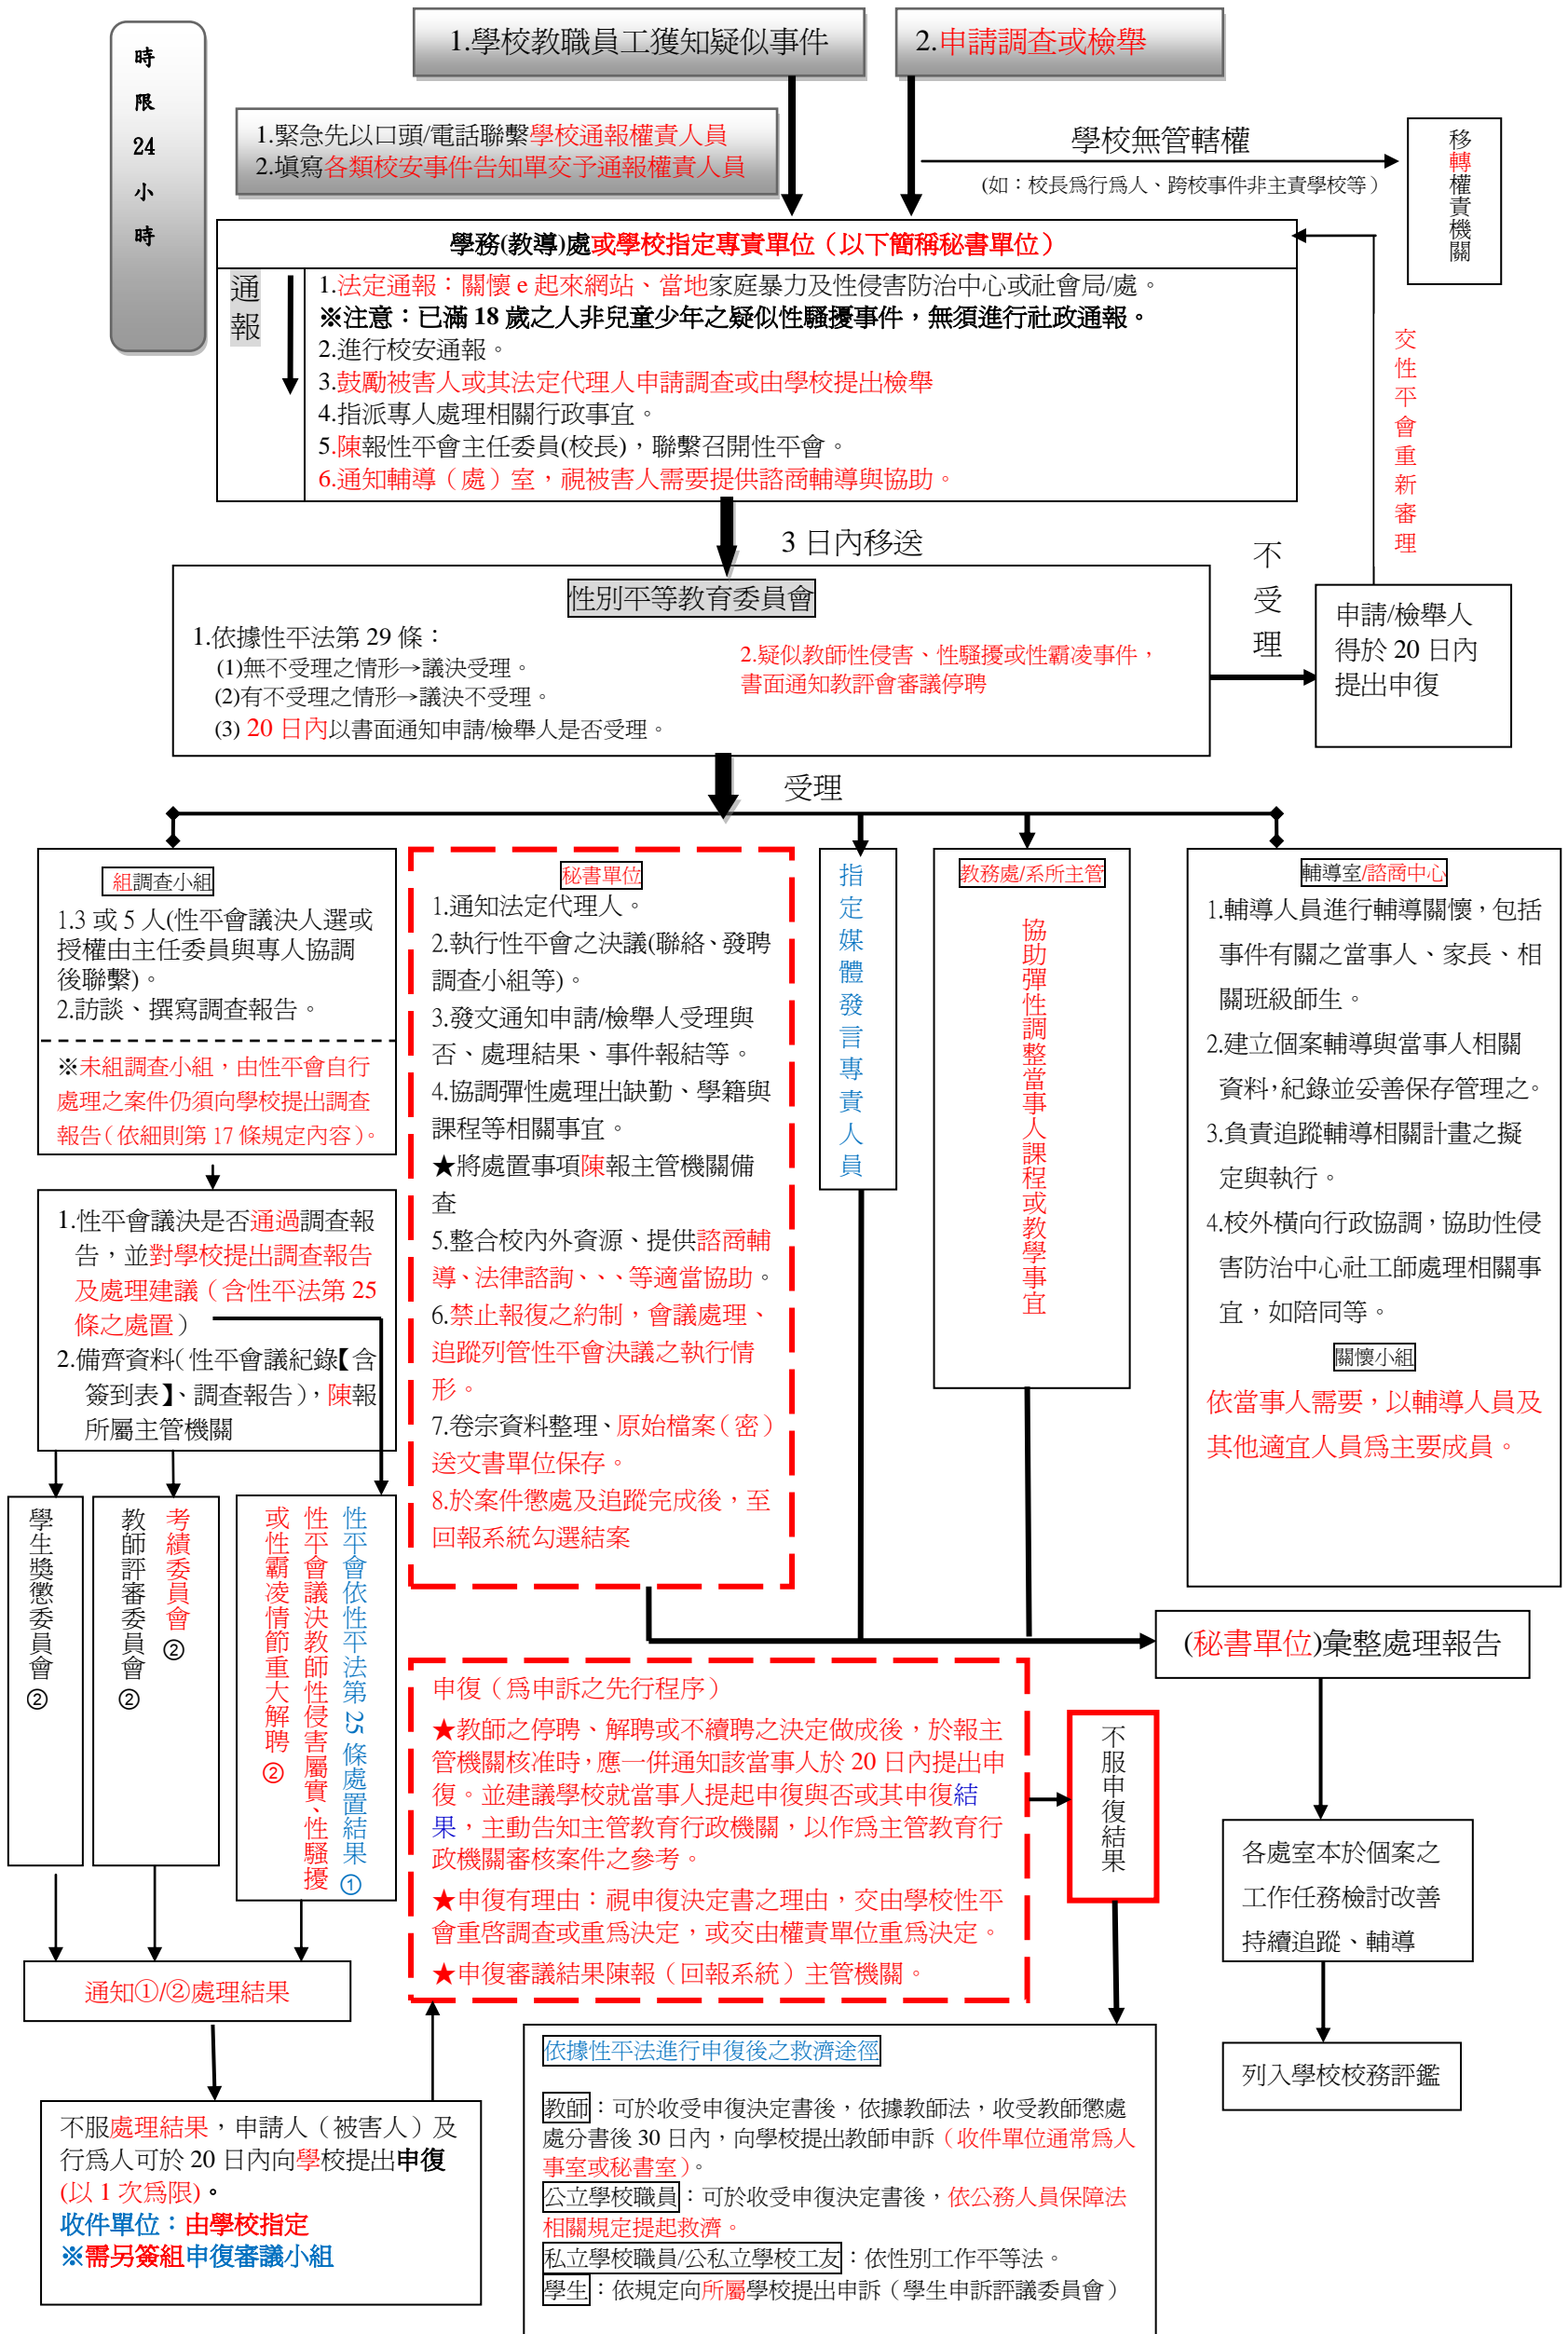 時
限
24
小
時
1.學校教職員工獲知疑似事件
2.申請調查或檢舉
1.緊急先以口頭/電話聯繫學校通報權責人員
2.填寫各類校安事件告知單交予通報權責人員
學校無管轄權
(如：校長為行為人、跨校事件非主責學校等)
移轉權責機關
學務(教導)處或學校指定專責單位（以下簡稱秘書單位）
通
報
1.法定通報：關懷 e 起來網站、當地家庭暴力及性侵害防治中心或社會局/處。
※注意：已滿 18 歲之人非兒童少年之疑似性騷擾事件，無須進行社政通報。
2.進行校安通報。
3.鼓勵被害人或其法定代理人申請調查或由學校提出檢舉
4.指派專人處理相關行政事宜。
5.陳報性平會主任委員(校長)，聯繫召開性平會。
6.通知輔導（處）室，視被害人需要提供諮商輔導與協助。
交性平會重新審理
3 日內移送
性別平等教育委員會
1.依據性平法第 29 條：
(1)無不受理之情形→議決受理。
(2)有不受理之情形→議決不受理。
(3) 20 日內以書面通知申請/檢舉人是否受理。
2.疑似教師性侵害、性騷擾或性霸凌事件，
書面通知教評會審議停聘
不受理
申請/檢舉人
得於 20 日內
提出申復
受理
組調查小組
1.3 或 5 人(性平會議決人選或
授權由主任委員與專人協調
後聯繫)。
2.訪談、撰寫調查報告。
※未組調查小組，由性平會自行
處理之案件仍須向學校提出調查
報告（依細則第 17 條規定內容）。
1.性平會議決是否通過調查報
告，並對學校提出調查報告
及處理建議（含性平法第 25
條之處置）
2.備齊資料（性平會議紀錄【含
簽到表】、調查報告），陳報
所屬主管機關
秘書單位
1.通知法定代理人。
2.執行性平會之決議(聯絡、發聘
調查小組等)。
3.發文通知申請/檢舉人受理與
否、處理結果、事件報結等。
4.協調彈性處理出缺勤、學籍與
課程等相關事宜。
★將處置事項陳報主管機關備
查
5.整合校內外資源、提供諮商輔
導、法律諮詢、、、等適當協助。
6.禁止報復之約制，會議處理、
追蹤列管性平會決議之執行情
形。
7.卷宗資料整理、原始檔案（密）
送文書單位保存。
8.於案件懲處及追蹤完成後，至
回報系統勾選結案
指定媒體發言專責人員
教務處/系所主管
協助彈性調整當事人課程或教學事宜
輔導室/諮商中心
1.輔導人員進行輔導關懷，包括
事件有關之當事人、家長、相
關班級師生。
2.建立個案輔導與當事人相關
資料，紀錄並妥善保存管理之。
3.負責追蹤輔導相關計畫之擬
定與執行。
4.校外橫向行政協調，協助性侵
害防治中心社工師處理相關事
宜，如陪同等。
關懷小組
依當事人需要，以輔導人員及
其他適宜人員為主要成員。
學生獎懲委員會②
考績委員會②
教師評審委員會②
性平會依性平法第 25 條處置結果①
性平會議決教師性侵害屬實、性騷擾
或性霸凌情節重大解聘②
通知①/②處理結果
不服處理結果，申請人（被害人）及
行為人可於 20 日內向學校提出申復
(以 1 次為限)。
收件單位：由學校指定
※需另簽組申復審議小組
申復（為申訴之先行程序）
★教師之停聘、解聘或不續聘之決定做成後，於報主
管機關核准時，應一併通知該當事人於 20 日內提出申
復。並建議學校就當事人提起申復與否或其申復結
果，主動告知主管教育行政機關，以作為主管教育行
政機關審核案件之參考。
★申復有理由：視申復決定書之理由，交由學校性平
會重啓調查或重為決定，或交由權責單位重為決定。
★申復審議結果陳報（回報系統）主管機關。
不服申復結果
(秘書單位)彙整處理報告
各處室本於個案之
工作任務檢討改善
持續追蹤、輔導
列入學校校務評鑑
依據性平法進行申復後之救濟途徑
教師：可於收受申復決定書後，依據教師法，收受教師懲處
處分書後 30 日內，向學校提出教師申訴（收件單位通常為人
事室或秘書室）。
公立學校職員：可於收受申復決定書後，依公務人員保障法
相關規定提起救濟。
私立學校職員/公私立學校工友：依性別工作平等法。
學生：依規定向所屬學校提出申訴（學生申訴評議委員會）